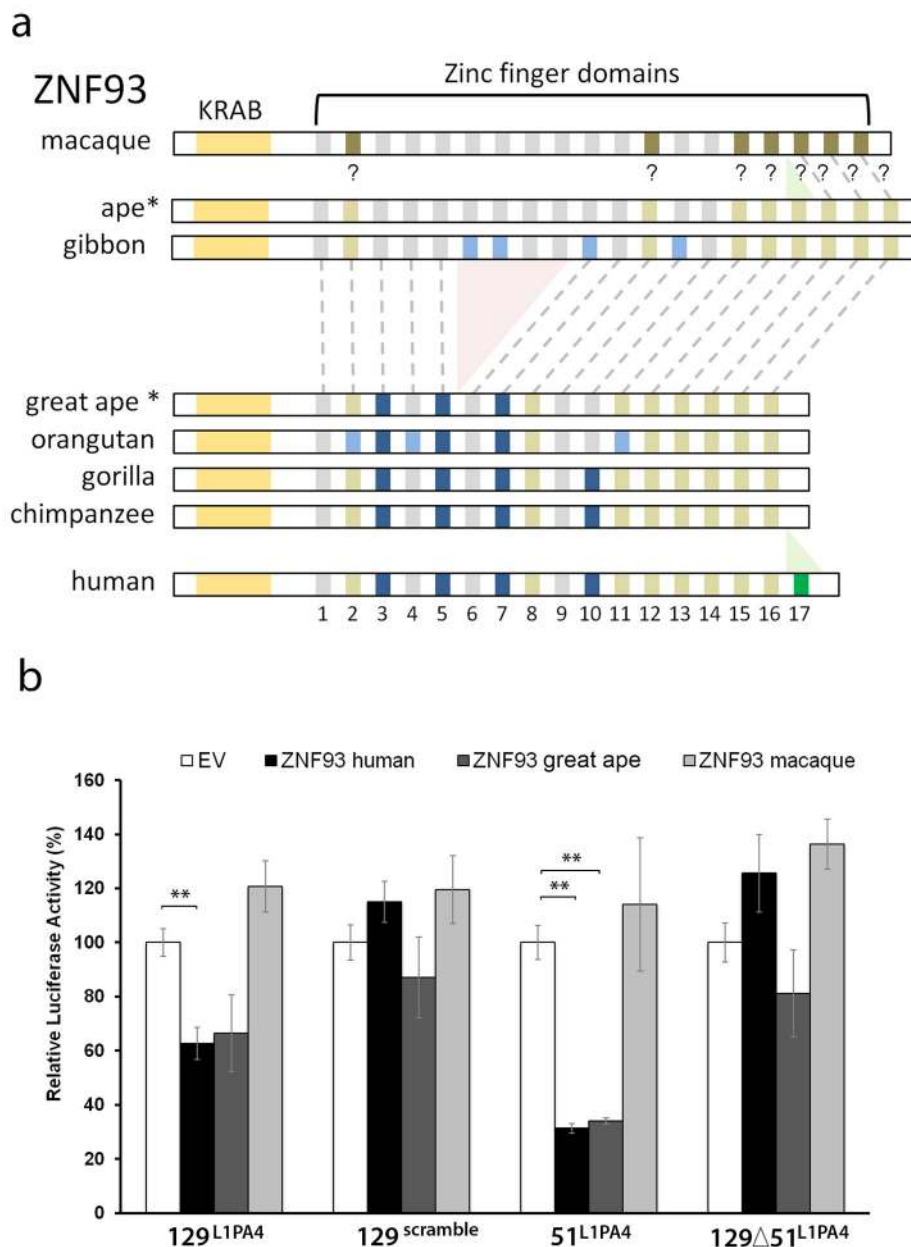 a
Zinc finger domains
ZNF93
KRAB
macaque
? ? ? ? ? ? ? ?
ape*
gibbon
great ape *
orangutan
gorilla
chimpanzee
human
1 2 3 4 5 6 7 8 9 10 11 12 13 14 15 16 17
b
EV ZNF93 human ZNF93 great ape ZNF93 macaque
Relative Luciferase Activity (%)
160
140
120
100
80
60
40
20
0
**
**
**
129L1PA4 129scramble 51L1PA4 129△51L1PA4